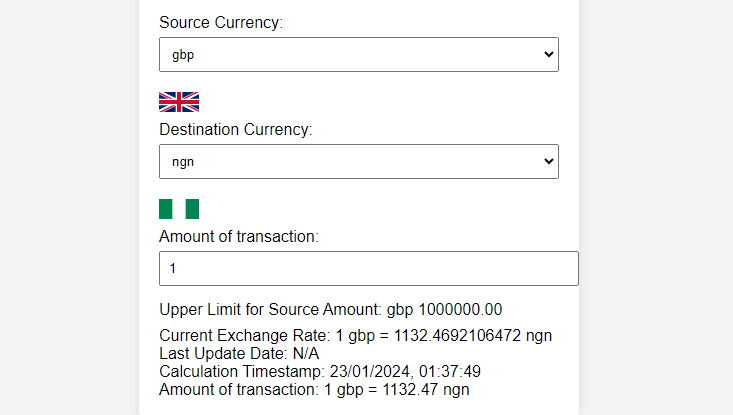 Source Currency:
gbp
Destination Currency:
ngn
Amount of transaction:
1
Upper Limit for Source Amount: gbp 1000000.00
Current Exchange Rate: 1 gbp = 1132.4692106472 ngn
Last Update Date: N/A
Calculation Timestamp: 23/01/2024, 01:37:49
Amount of transaction: 1 gbp = 1132.47 ngn